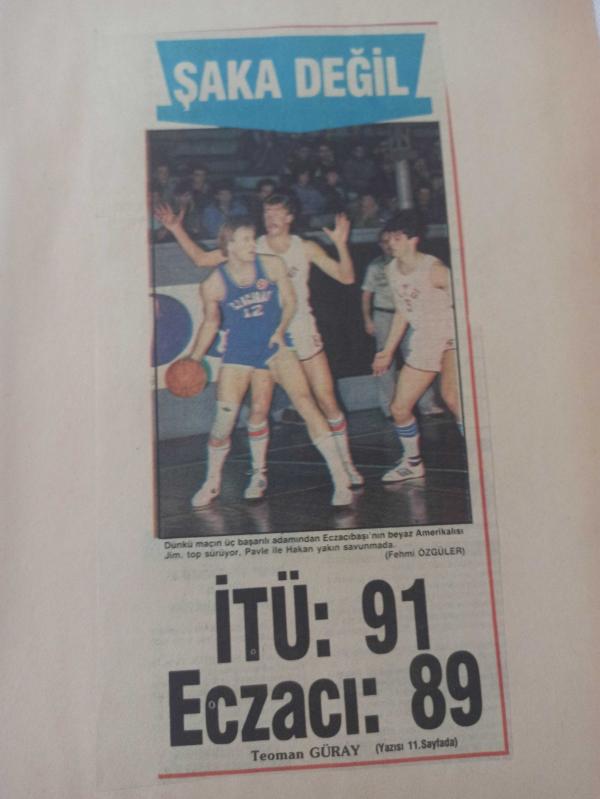 ŞAKA DEĞİL
12
Dünkü maçın üç başarılı adamından Eczacıbaşı'nın beyaz Amerikalısı
Jim. top sürüyor, Pavle ile Hakan yakın savunmada.
(Fehmi ÖZGÜLER)
İTÜ: 91
Eczacı: 89
Teoman GÜRAY (Yazısı 11.Sayfada)